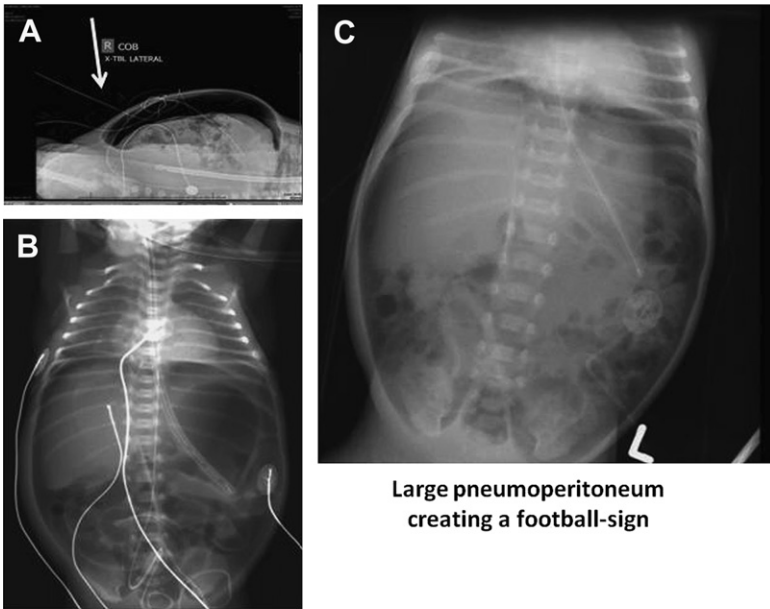 A
R COB
X-TBL LATERAL
B
C
L
Large pneumoperitoneum
creating a football-sign